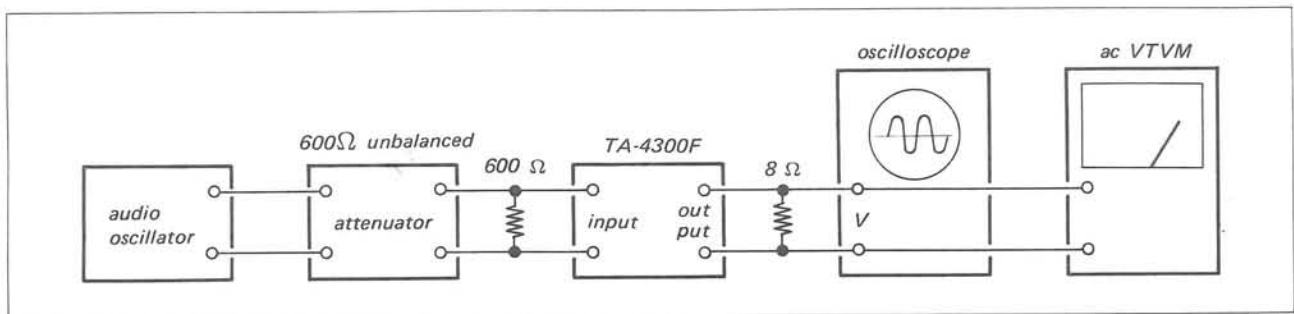 oscilloscope
ac VTVM
600Ω unbalanced
600 Ω
TA-4300F
8 Ω
audio
oscillator
attenuator
input
out
put
V